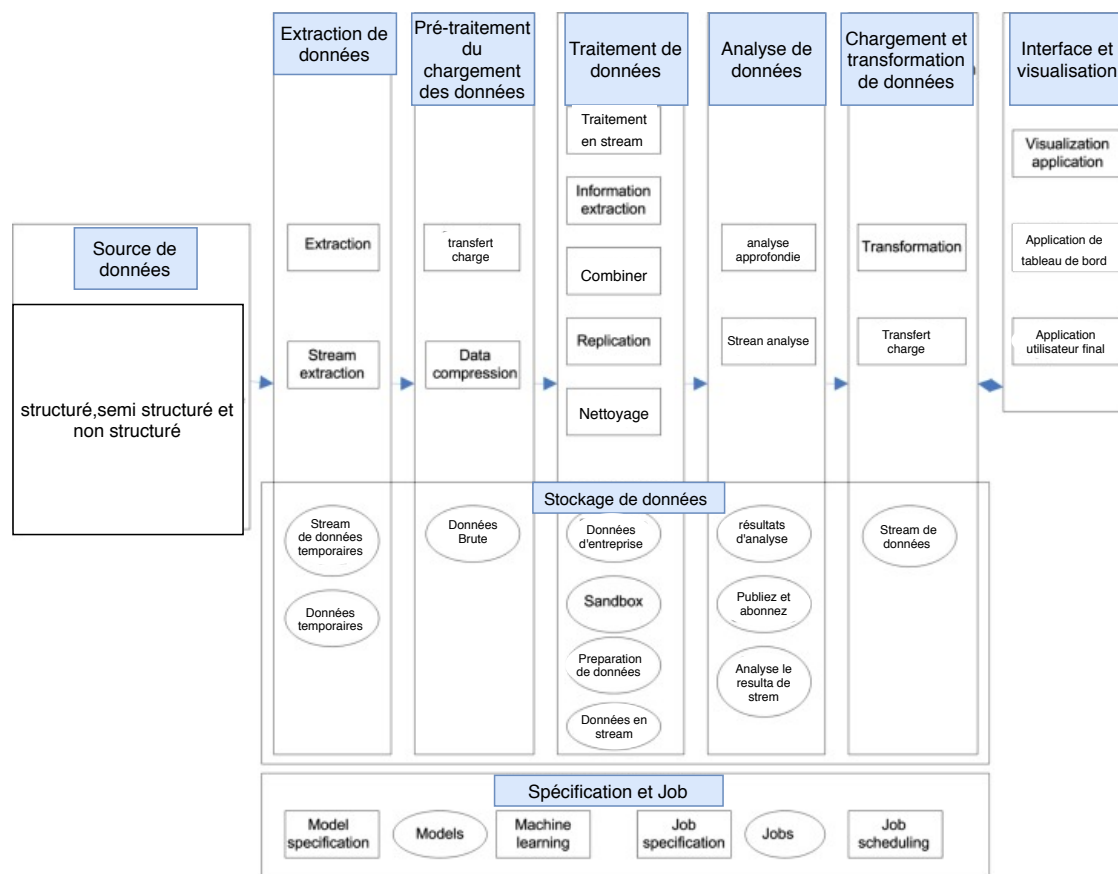 Extraction de
données
Pré-traitement
du
chargement
des données
Traitement de
données
Analyse de
données
Chargement et
transformation
de données
Interface et
visualisation
Source de
données
structuré,semi structuré et
non structuré
Extraction
Stream
extraction
transfert
charge
Data
compression
Traitement
en stream
Information
extraction
Combiner
Replication
Nettoyage
analyse
approfondie
Strean analyse
Transformation
Transfert
charge
Visualization
application
Application de
tableau de bord
Application
utilisateur final
Stockage de données
Stream
de données
temporaires
Données
temporaires
Données
Brute
Données
d'entreprise
Sandbox
Preparation
de données
Données en
stream
résultats
d'analyse
Publiez et
abonnez
Analyse le
resulta de
strem
Stream de
données
Spécification et Job
Model
specification
Models
Machine
learning
Job
specification
Jobs
Job
scheduling